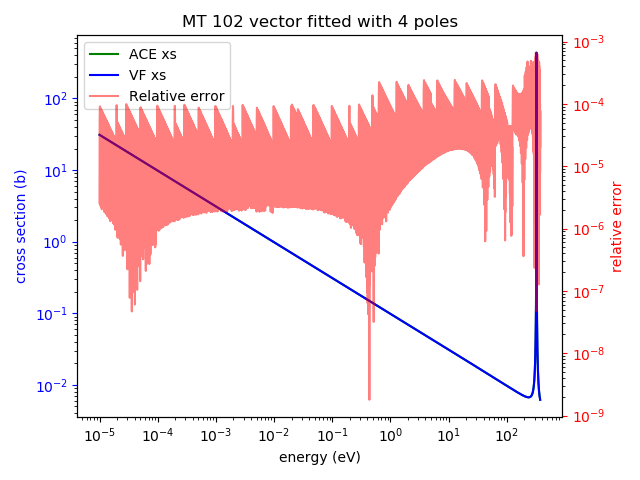 MT 102 vector fitted with 4 poles
ACE xs
VF xs
Relative error
cross section (b)
10²
10¹
10⁰
10⁻¹
10⁻²
10⁻³
10⁻⁴
10⁻⁵
10⁻⁶
10⁻⁷
10⁻⁸
10⁻⁹
relative error
10⁻⁵ 10⁻⁴ 10⁻³ 10⁻² 10⁻¹ 10⁰ 10¹ 10²
energy (eV)